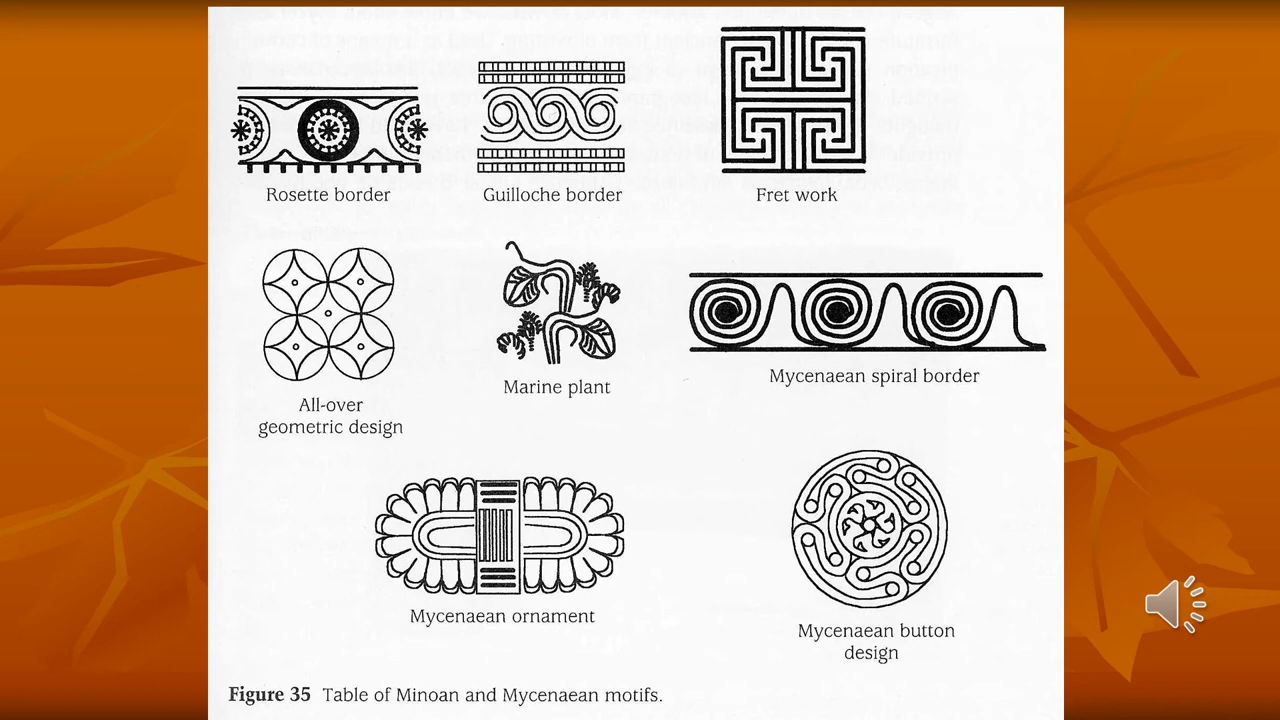 Rosette border
Guilloche border
Fret work
All-over
geometric design
Marine plant
Mycenaean spiral border
Mycenaean ornament
Mycenaean button
design
Figure 35 Table of Minoan and Mycenaean motifs.